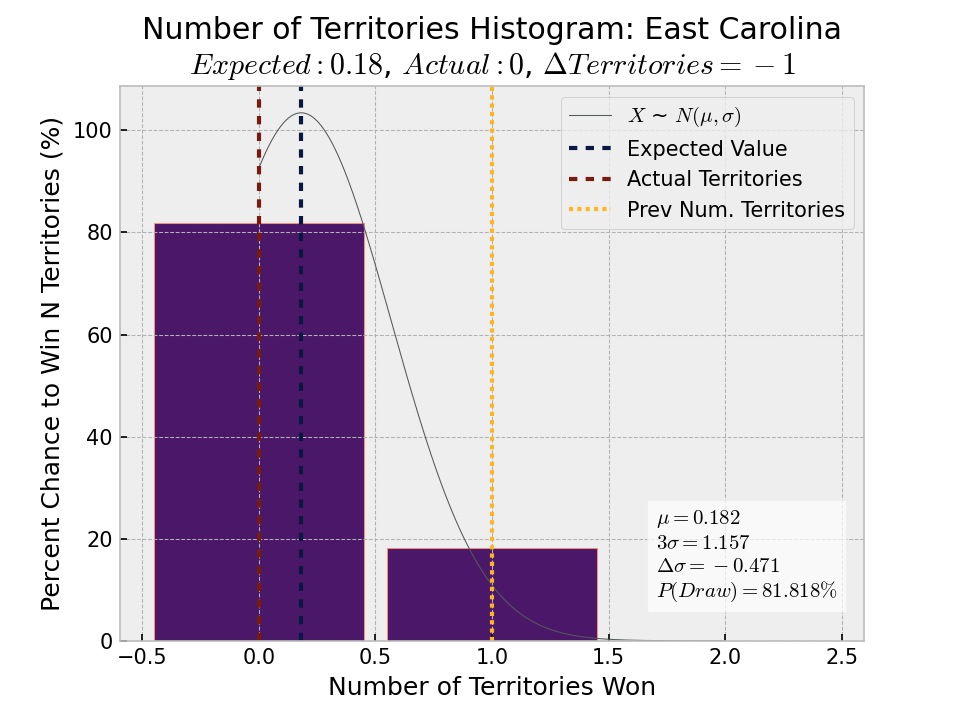 Number of Territories Histogram: East Carolina
Expected : 0.18, Actual : 0, ΔTerritories = −1
Percent Chance to Win N Territories (%)
100
80
60
40
20
0
X ~ N(μ, σ)
Expected Value
Actual Territories
Prev Num. Territories
μ = 0.182
3σ = 1.157
Δσ = −0.471
P(Draw) = 81.818%
−0.5 0.0 0.5 1.0 1.5 2.0 2.5
Number of Territories Won